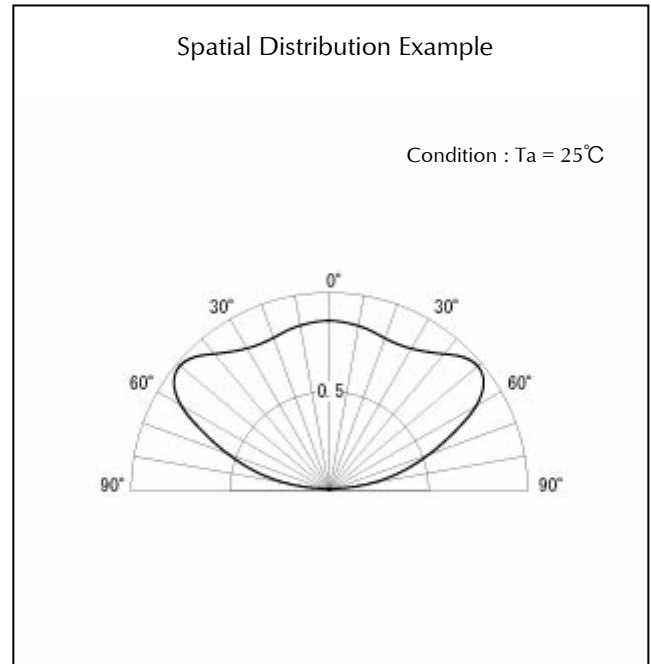 Spatial Distribution Example
Condition : Ta = 25℃
0°
30° 30°
60° 60°
0.5
90° 90°